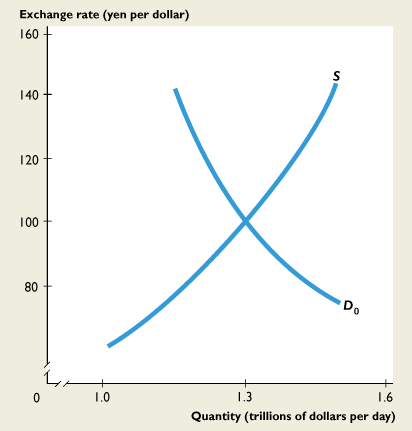 Exchange rate (yen per dollar)
160
S
140
120
100
80
D0
0
1.0
1.3
1.6
Quantity (trillions of dollars per day)